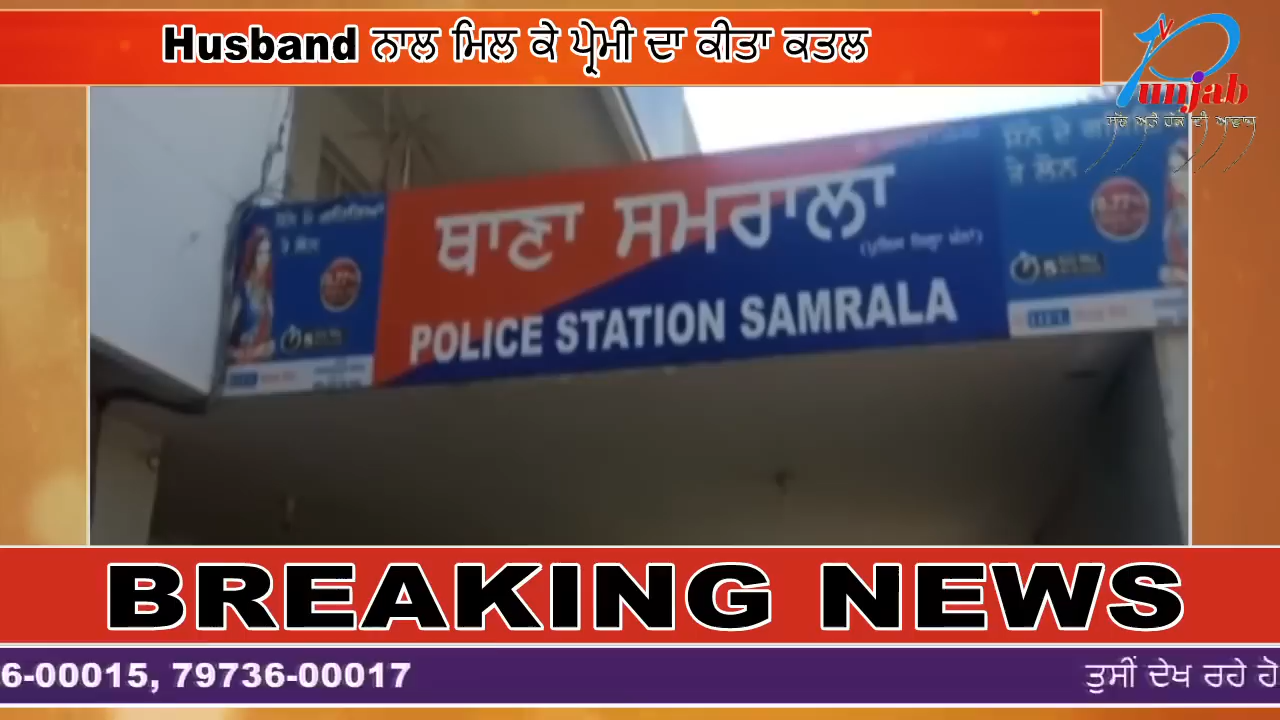 Husband ਨਾਲ ਮਿਲ ਕੇ ਪ੍ਰੇਮੀ ਦਾ ਕੀਤਾ ਕਤਲ
Punjab
ਥਾਣਾ ਸਮਰਾਲਾ
(ਪੁਲਿਸ ਜਿਲ੍ਹਾ ਖੰਨਾ)
POLICE STATION SAMRALA
BREAKING NEWS
6-00015, 79736-00017
ਤੁਸੀਂ ਦੇਖ ਰਹੇ ਹੋ